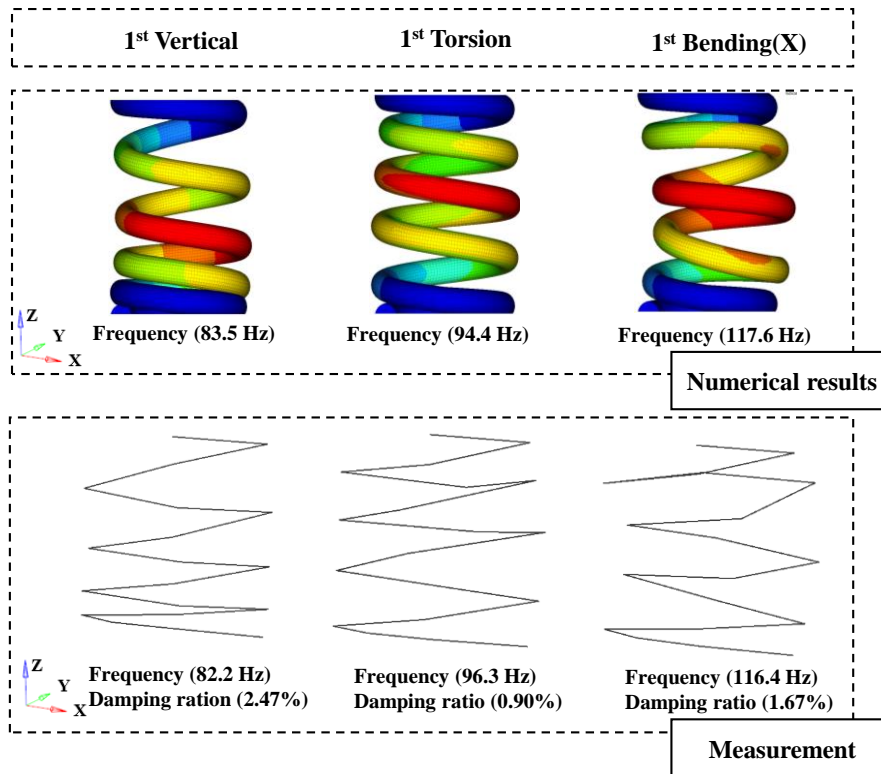 1st Vertical
1st Torsion
1st Bending(X)
Z
Y
X
Frequency (83.5 Hz)
Frequency (94.4 Hz)
Frequency (117.6 Hz)
Numerical results
Z
Y
X
Frequency (82.2 Hz)
Damping ration (2.47%)
Frequency (96.3 Hz)
Damping ratio (0.90%)
Frequency (116.4 Hz)
Damping ratio (1.67%)
Measurement